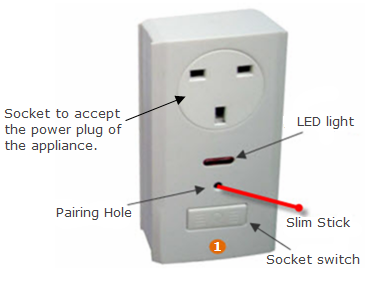 Socket to accept
the power plug of
the appliance.
LED light
Pairing Hole
Slim Stick
1
Socket switch